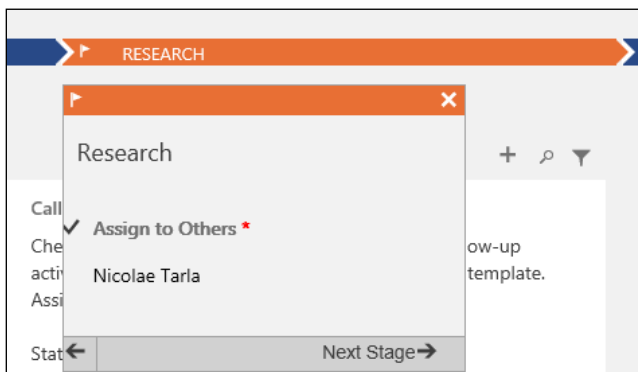 RESEARCH
Research
Call
Assign to Others *
Che
ow-up
acti
Nicolae Tarla
template.
Assi
Stat
Next Stage